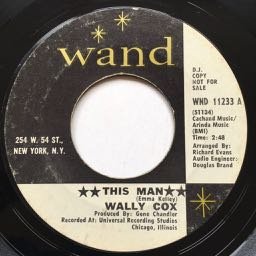 wand
D.J.
COPY
NOT FOR
SALE
WND 11233 A
(51134)
Cachand Music/
Arinda Music/
(BMI)
Time: 2:48
Arranged By:
Richard Evans
Audio Engineer:
Douglas Brand
254 W. 54 ST.,
NEW YORK, N.Y.
★★THIS MAN★★
(Emma Kelley)
WALLY COX
Produced By: Gene Chandler
Recorded At: Universal Recording Studios
Chicago, Illinois